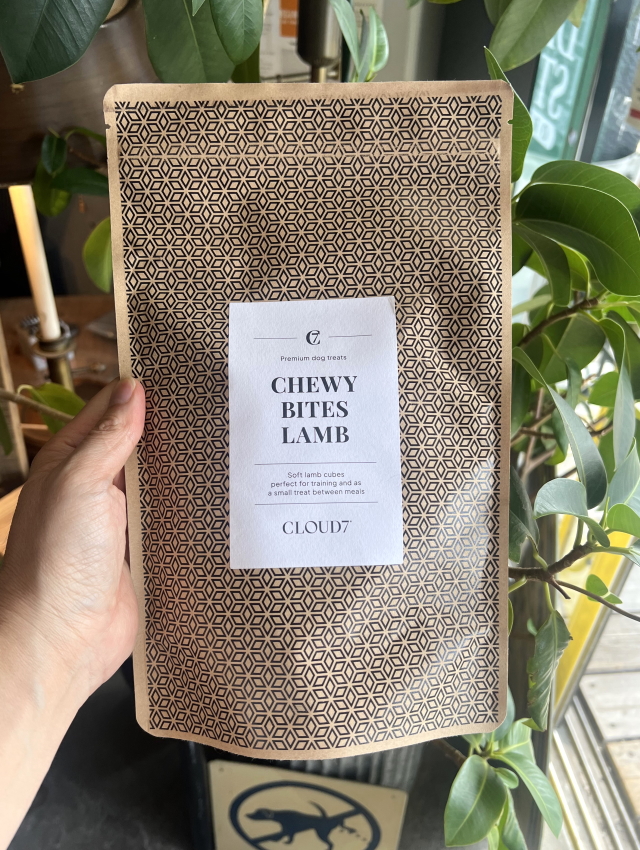 C7
Premium dog treats
CHEWY
BITES
LAMB
Soft lamb cubes
perfect for training and as
a small treat between meals
CLOUD7